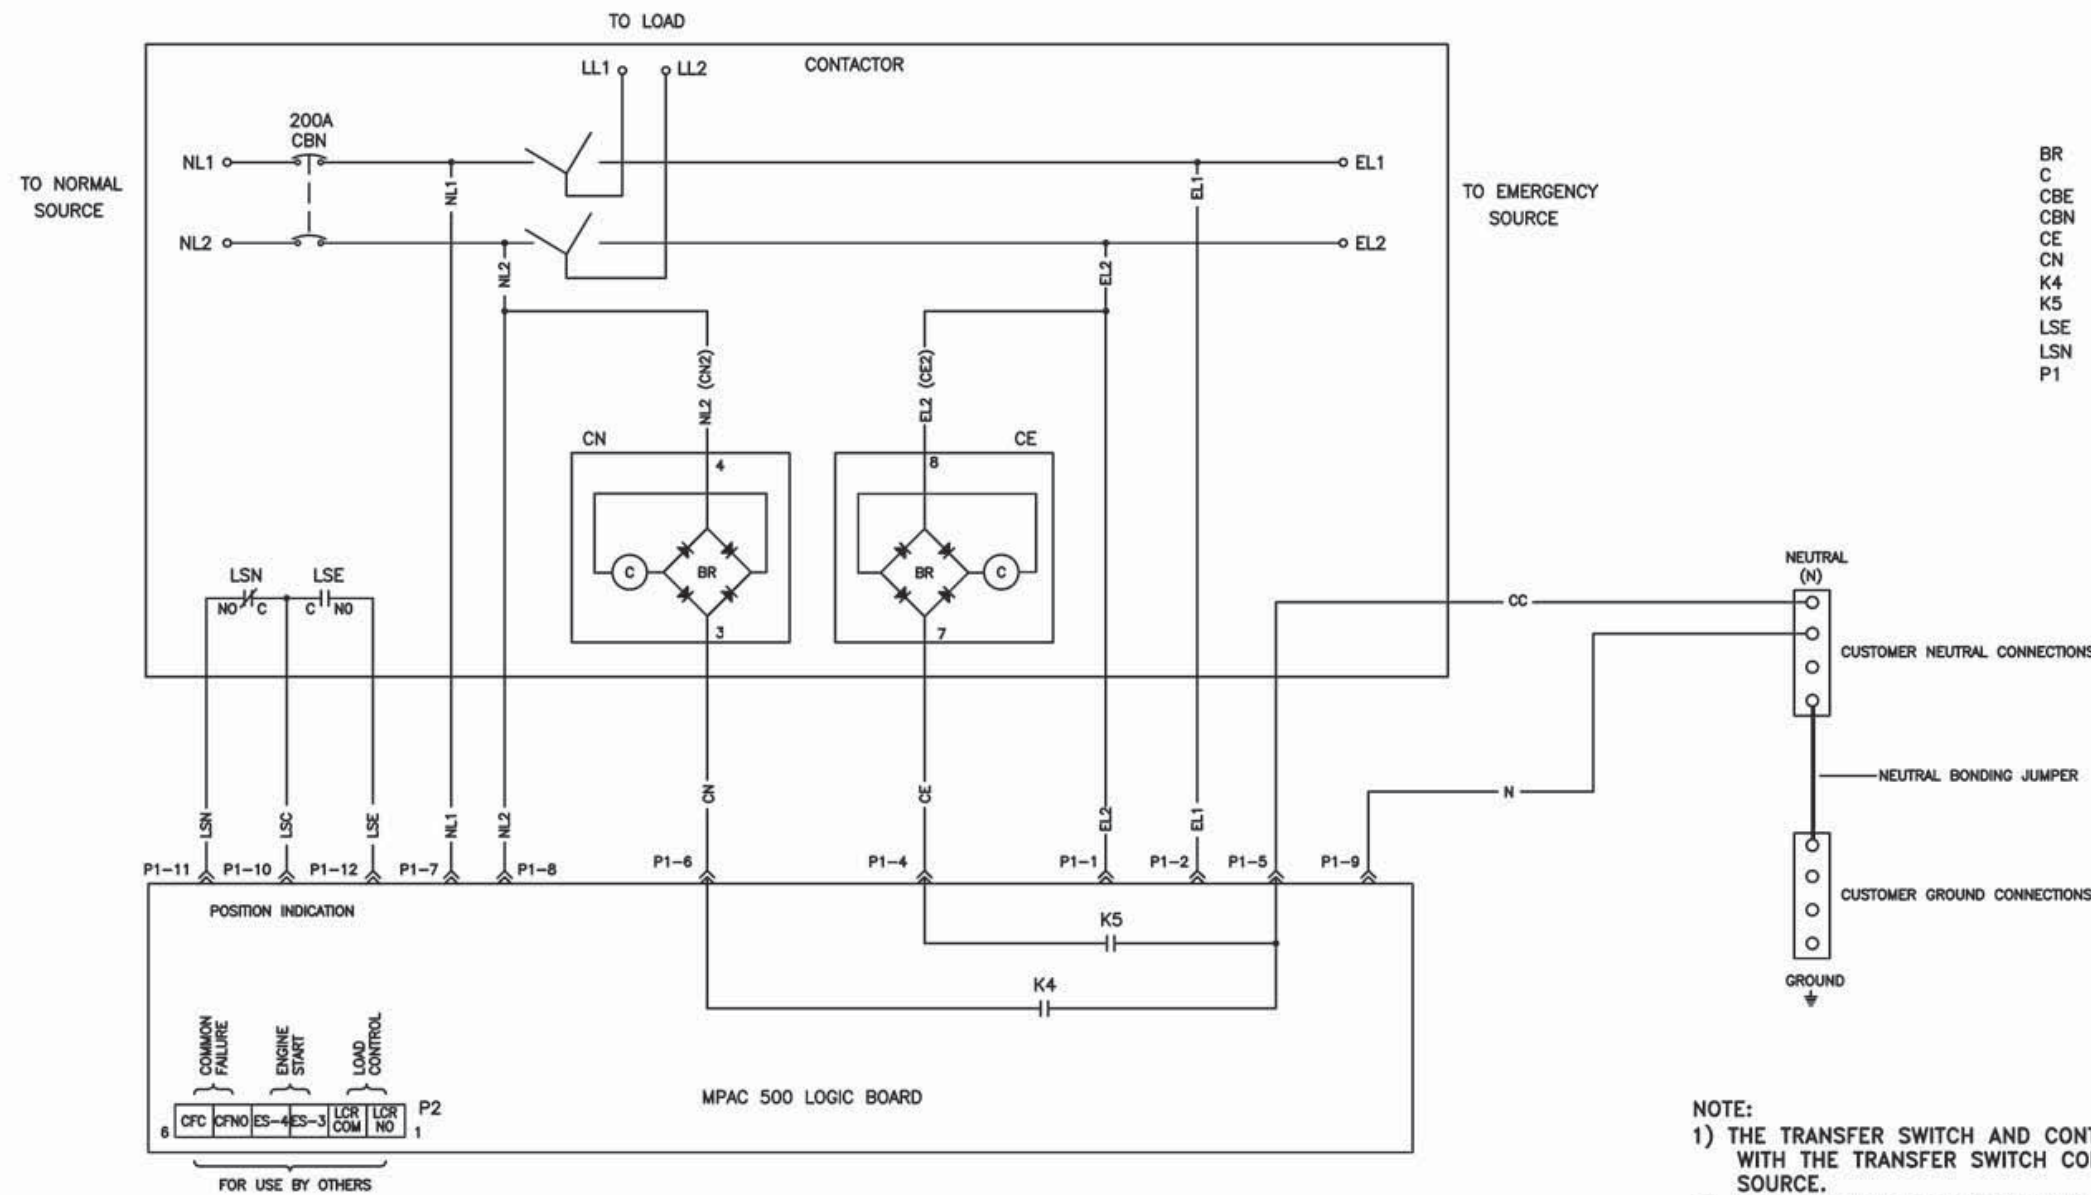 TO LOAD
LL1
LL2
CONTACTOR
200A
CBN
NL1
EL1
NL1
EL1
TO NORMAL
SOURCE
TO EMERGENCY
SOURCE
NL2
EL2
NL2
EL2
NL2 (CN2)
EL2 (CE2)
BR
C
CBE
CBN
CE
CN
K4
K5
LSE
LSN
P1
CN
4
C
BR
3
CE
8
BR
C
7
LSN
NO
C
LSE
C
NO
CC
NEUTRAL
(N)
CUSTOMER NEUTRAL CONNECTIONS
NEUTRAL BONDING JUMPER
N
CUSTOMER GROUND CONNECTIONS
GROUND
LSN
LSC
LSE
NL1
NL2
CN
CE
EL2
EL1
P1-11
P1-10
P1-12
P1-7
P1-8
P1-6
P1-4
P1-1
P1-2
P1-5
P1-9
POSITION INDICATION
K5
K4
COMMON
FAILURE
ENGINE
START
LOAD
CONTROL
6
CFC
CFNO
ES-4
ES-3
LCR
COM
LCR
NO
P2
1
FOR USE BY OTHERS
MPAC 500 LOGIC BOARD
NOTE:
1) THE TRANSFER SWITCH AND CONT
WITH THE TRANSFER SWITCH CO
SOURCE.